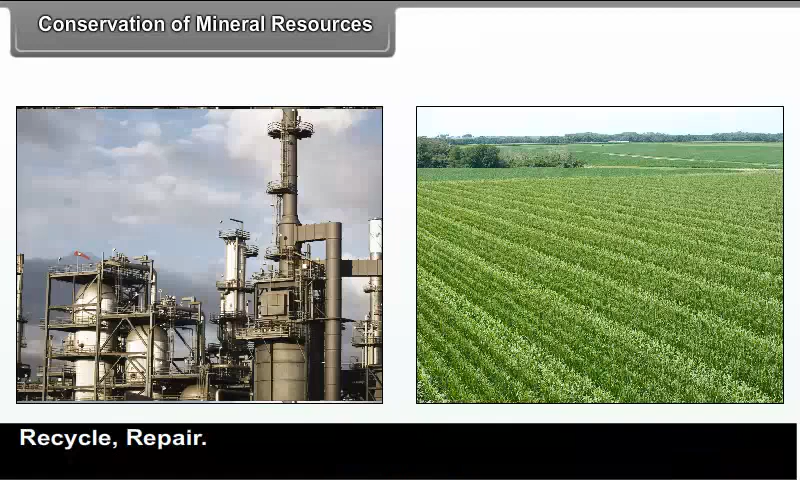 Conservation of Mineral Resources
Recycle, Repair.